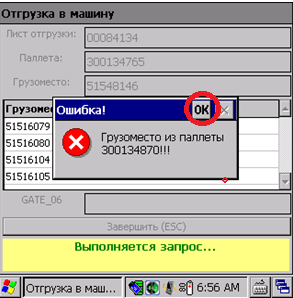 Отгрузка в машину
Лист отгрузки: 00084134
Паллета: 300134765
Грузоместо: 51548146
Грузомес
Ошибка! OK ×
Грузоместо из паллеты
300134870!!!
51516079
51516080
51516104
51516105
GATE_06
Завершить (ESC)
Выполняется запрос...
Отгрузка в маш... 6:56 AM